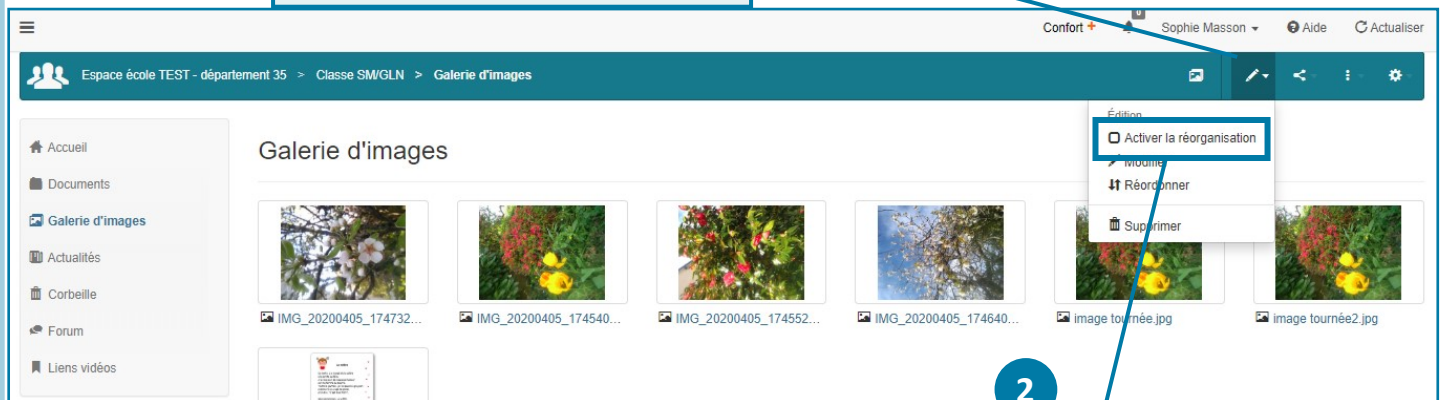 0
Confort + Sophie Masson Aide Actualiser
Espace école TEST - département 35 > Classe SM/GLN > Galerie d'images
Édition
Activer la réorganisation
Modifier
Réordonner
Supprimer
Accueil
Documents
Galerie d'images
Actualités
Corbeille
Forum
Liens vidéos
Galerie d'images
IMG_20200405_174732... IMG_20200405_174540... IMG_20200405_174552... IMG_20200405_174640... image tournée.jpg image tournée2.jpg
2